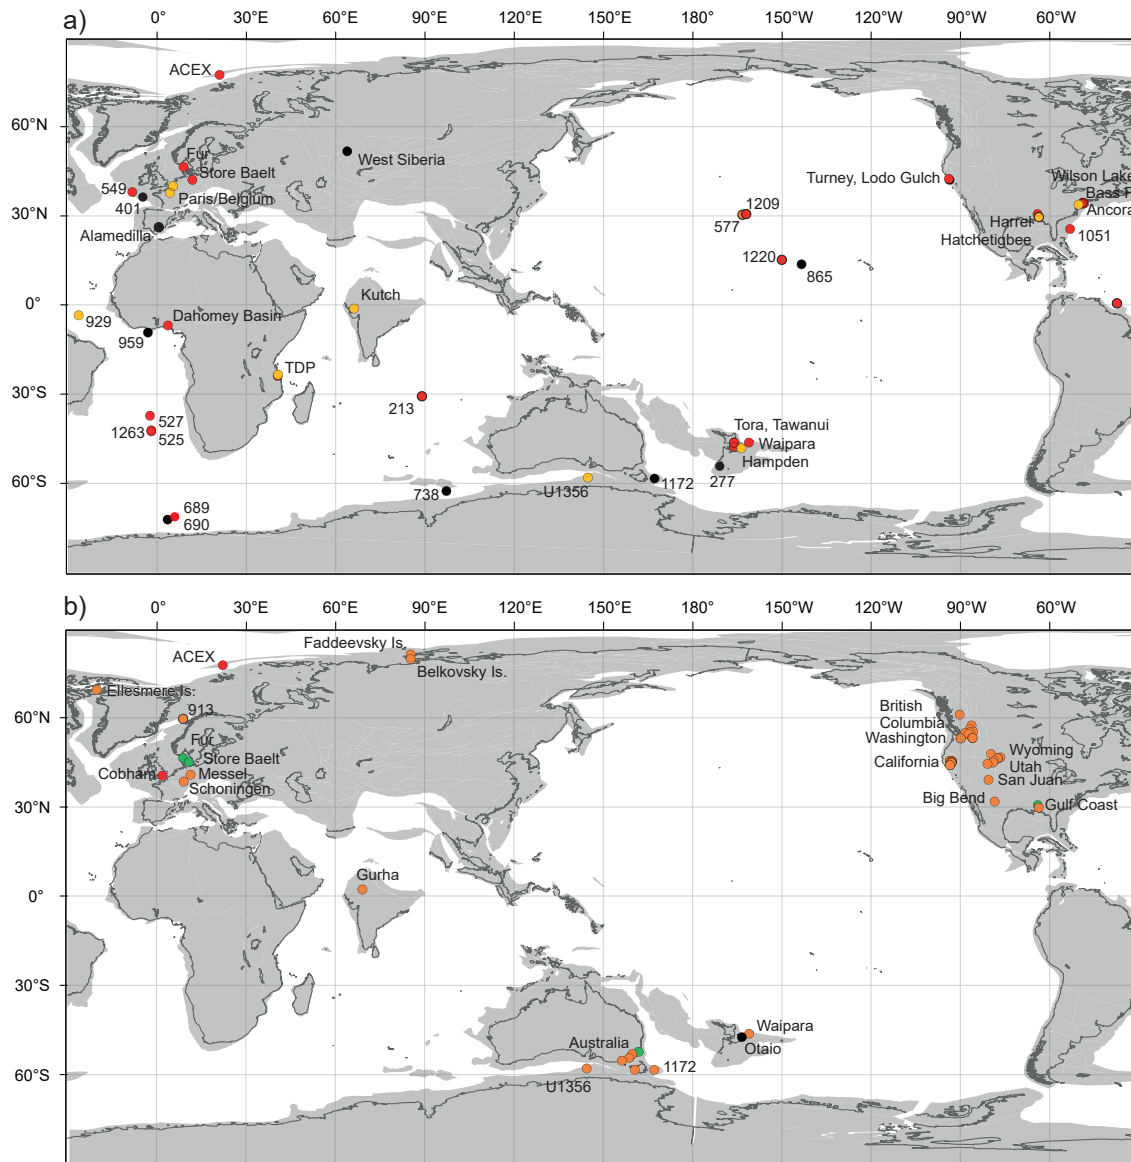 a)
0° 30°E 60°E 90°E 120°E 150°E 180° 150°W 120°W 90°W 60°W
ACEX
60°N
Fur
West Siberia
Store Baelt
Turney, Lodo Gulch
Wilson Lake
549
Paris/Belgium
Bass R
401
1209
Ancora
30°N
577
Harrel
Alamedilla
Hatchetigbee
1051
1220
865
Kutch
0°
929
Dahomey Basin
959
TDP
30°S
213
527
1263
525
Tora, Tawanui
Waipara
Hampden
60°S
738
U1356
1172
277
689
690
b)
0° 30°E 60°E 90°E 120°E 150°E 180° 150°W 120°W 90°W 60°W
Faddeevsky Is.
ACEX
Belkovsky Is.
Ellesmere Is.
913
British
Columbia
60°N
Washington
Fur
Wyoming
Store Baelt
California
Utah
Cobham
Messel
San Juan
Schoningen
Big Bend
Gulf Coast
30°N
Gurha
0°
30°S
Waipara
Australia
Otaio
1172
60°S
U1356